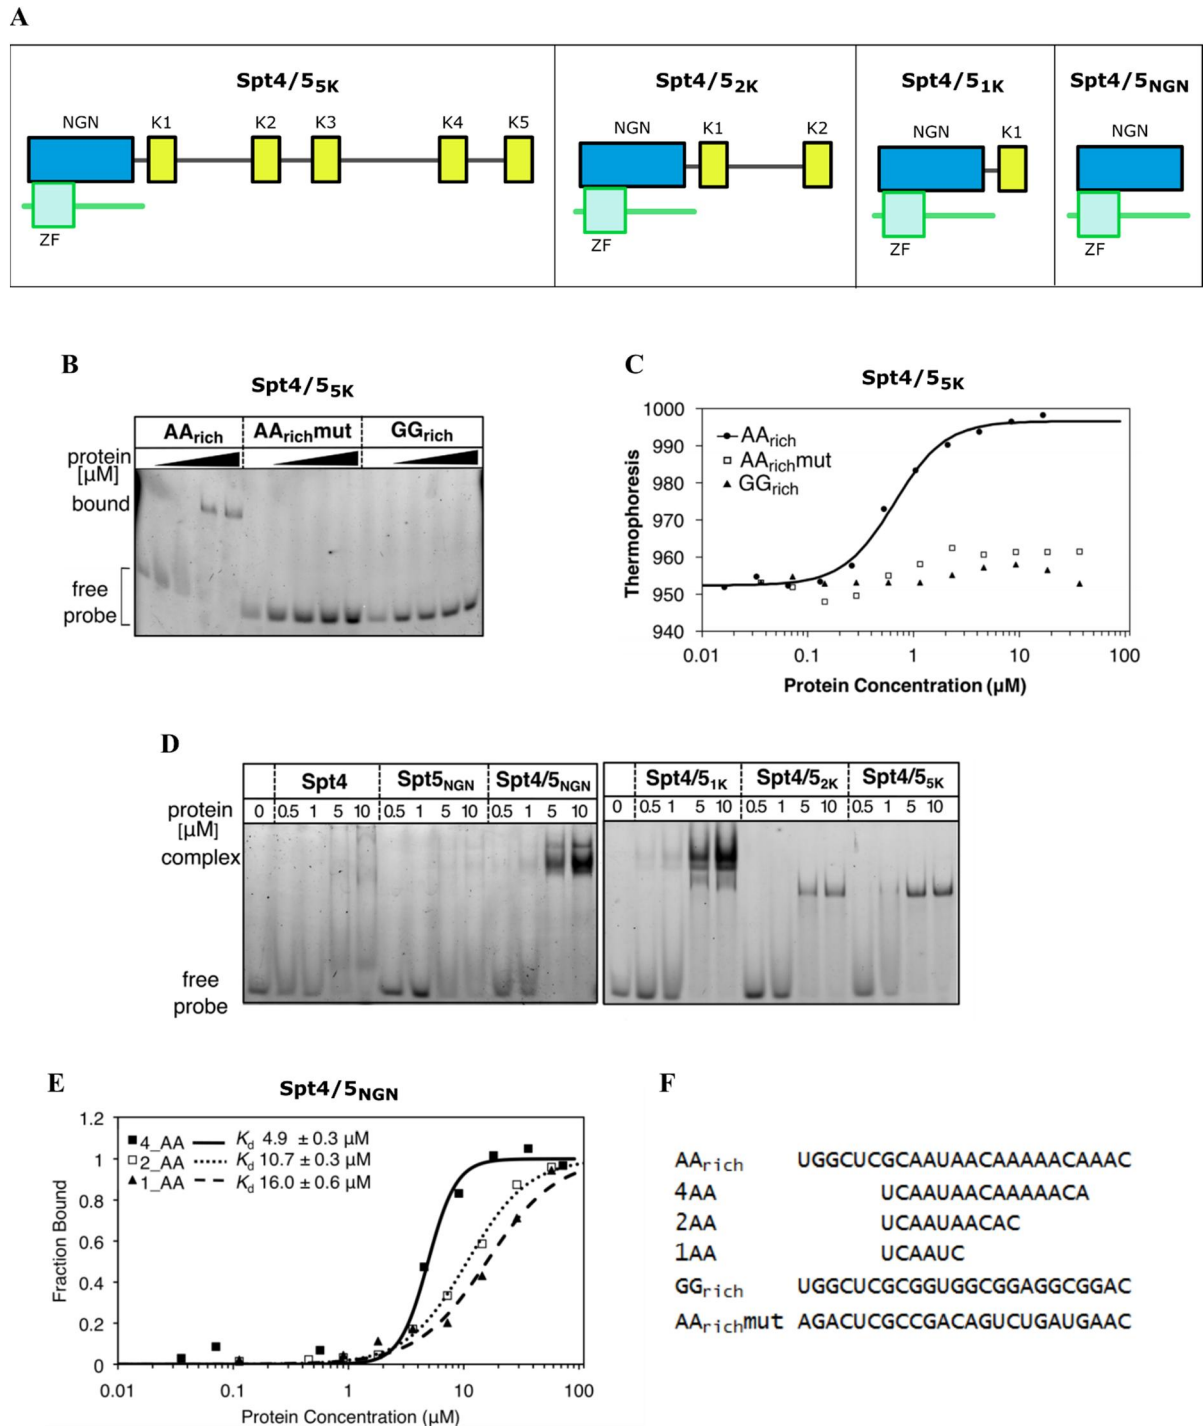 A
Spt4/55K Spt4/52K Spt4/51K Spt4/5NGN
NGN K1 K2 K3 K4 K5 NGN K1 K2 NGN K1 NGN
ZF ZF ZF ZF
B
Spt4/55K
AArich AArichmut GGrich
protein
[µM]
bound
free
probe
C
Spt4/55K
1000
990
980
970
960
950
940
Thermophoresis
AArich
AArichmut
GGrich
0.01 0.1 1 10 100
Protein Concentration (µM)
D
Spt4 Spt5NGN Spt4/5NGN Spt4/51K Spt4/52K Spt4/55K
protein 0 0.5 1 5 10 0.5 1 5 10 0.5 1 5 10 0 0.5 1 5 10 0.5 1 5 10 0.5 1 5 10
[µM]
complex
free
probe
E
Spt4/5NGN
1.2
1
0.8
0.6
0.4
0.2
0
Fraction Bound
4_AA Kd 4.9 ± 0.3 µM
2_AA Kd 10.7 ± 0.3 µM
1_AA Kd 16.0 ± 0.6 µM
0.01 0.1 1 10 100
Protein Concentration (µM)
F
AArich UGGCUCGCAAUAACAAAAACAAAC
4AA UCAAUAACAAAAACA
2AA UCAAUAACAC
1AA UCAAUC
GGrich UGGCUCGCGGUGGCGGAGGCGGAC
AArichmut AGACUCGCCGACAGUCUGAUGAAC